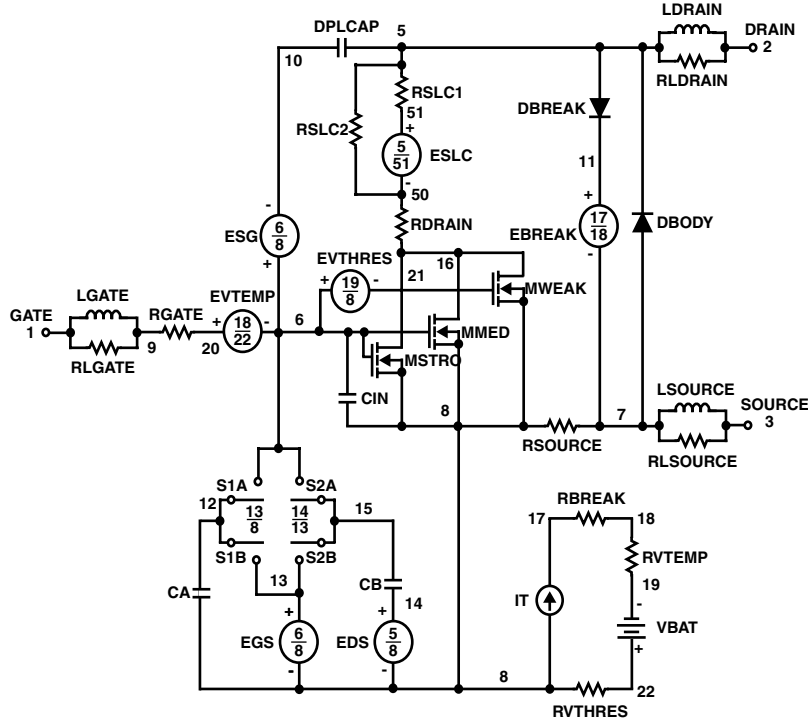 LDRAIN
DPLCAP
5
DRAIN
2
10
RLDRAIN
RSLC1
51
DBREAK
RSLC2
+
5
51
ESLC
-
50
11
-
+
RDRAIN
17
18
6
8
ESG
EBREAK
DBODY
+
EVTHRES
16
-
21
+
19
8
-
MWEAK
LGATE
EVTEMP
GATE
1
RGATE
+
18
22
-
6
MMED
9
20
MSTRO
RLGATE
LSOURCE
CIN
8
7
SOURCE
3
RSOURCE
RLSOURCE
S1A
S2A
12
15
RBREAK
13
8
14
13
17
18
S1B
S2B
RVTEMP
13
CB
19
CA
14
IT
-
+
+
VBAT
EGS
6
8
EDS
5
8
+
-
-
8
22
RVTHRES